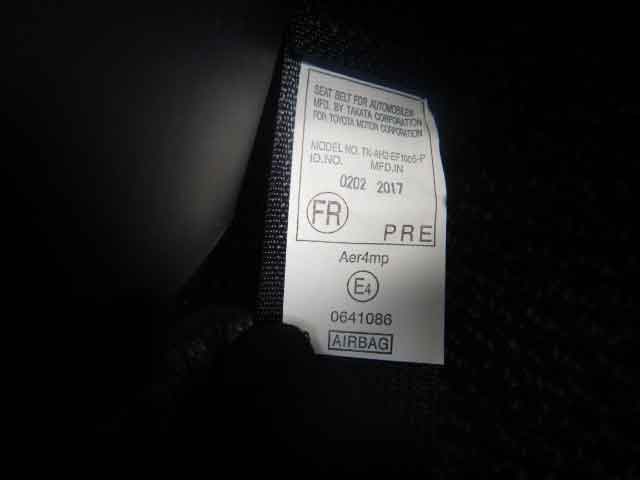 SEAT BELT FOR AUTOMOBILES
MFD. BY TAKATA CORPORATION
FOR TOYOTA MOTOR CORPORATION
MODEL NO.
ID.NO. MFD.IN
0202 2017
FR PRE
Aer4mp
E4
0641086
AIRBAG